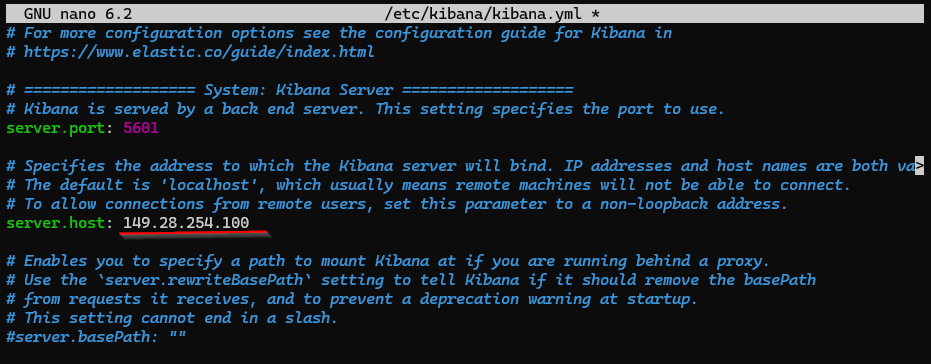 GNU nano 6.2 /etc/kibana/kibana.yml *
# For more configuration options see the configuration guide for Kibana in
# https://www.elastic.co/guide/index.html
# =================== System: Kibana Server ===================
# Kibana is served by a back end server. This setting specifies the port to use.
server.port: 5601
# Specifies the address to which the Kibana server will bind. IP addresses and host names are both va>
# The default is 'localhost', which usually means remote machines will not be able to connect.
# To allow connections from remote users, set this parameter to a non-loopback address.
server.host: 149.28.254.100
# Enables you to specify a path to mount Kibana at if you are running behind a proxy.
# Use the `server.rewriteBasePath` setting to tell Kibana if it should remove the basePath
# from requests it receives, and to prevent a deprecation warning at startup.
# This setting cannot end in a slash.
#server.basePath: ""